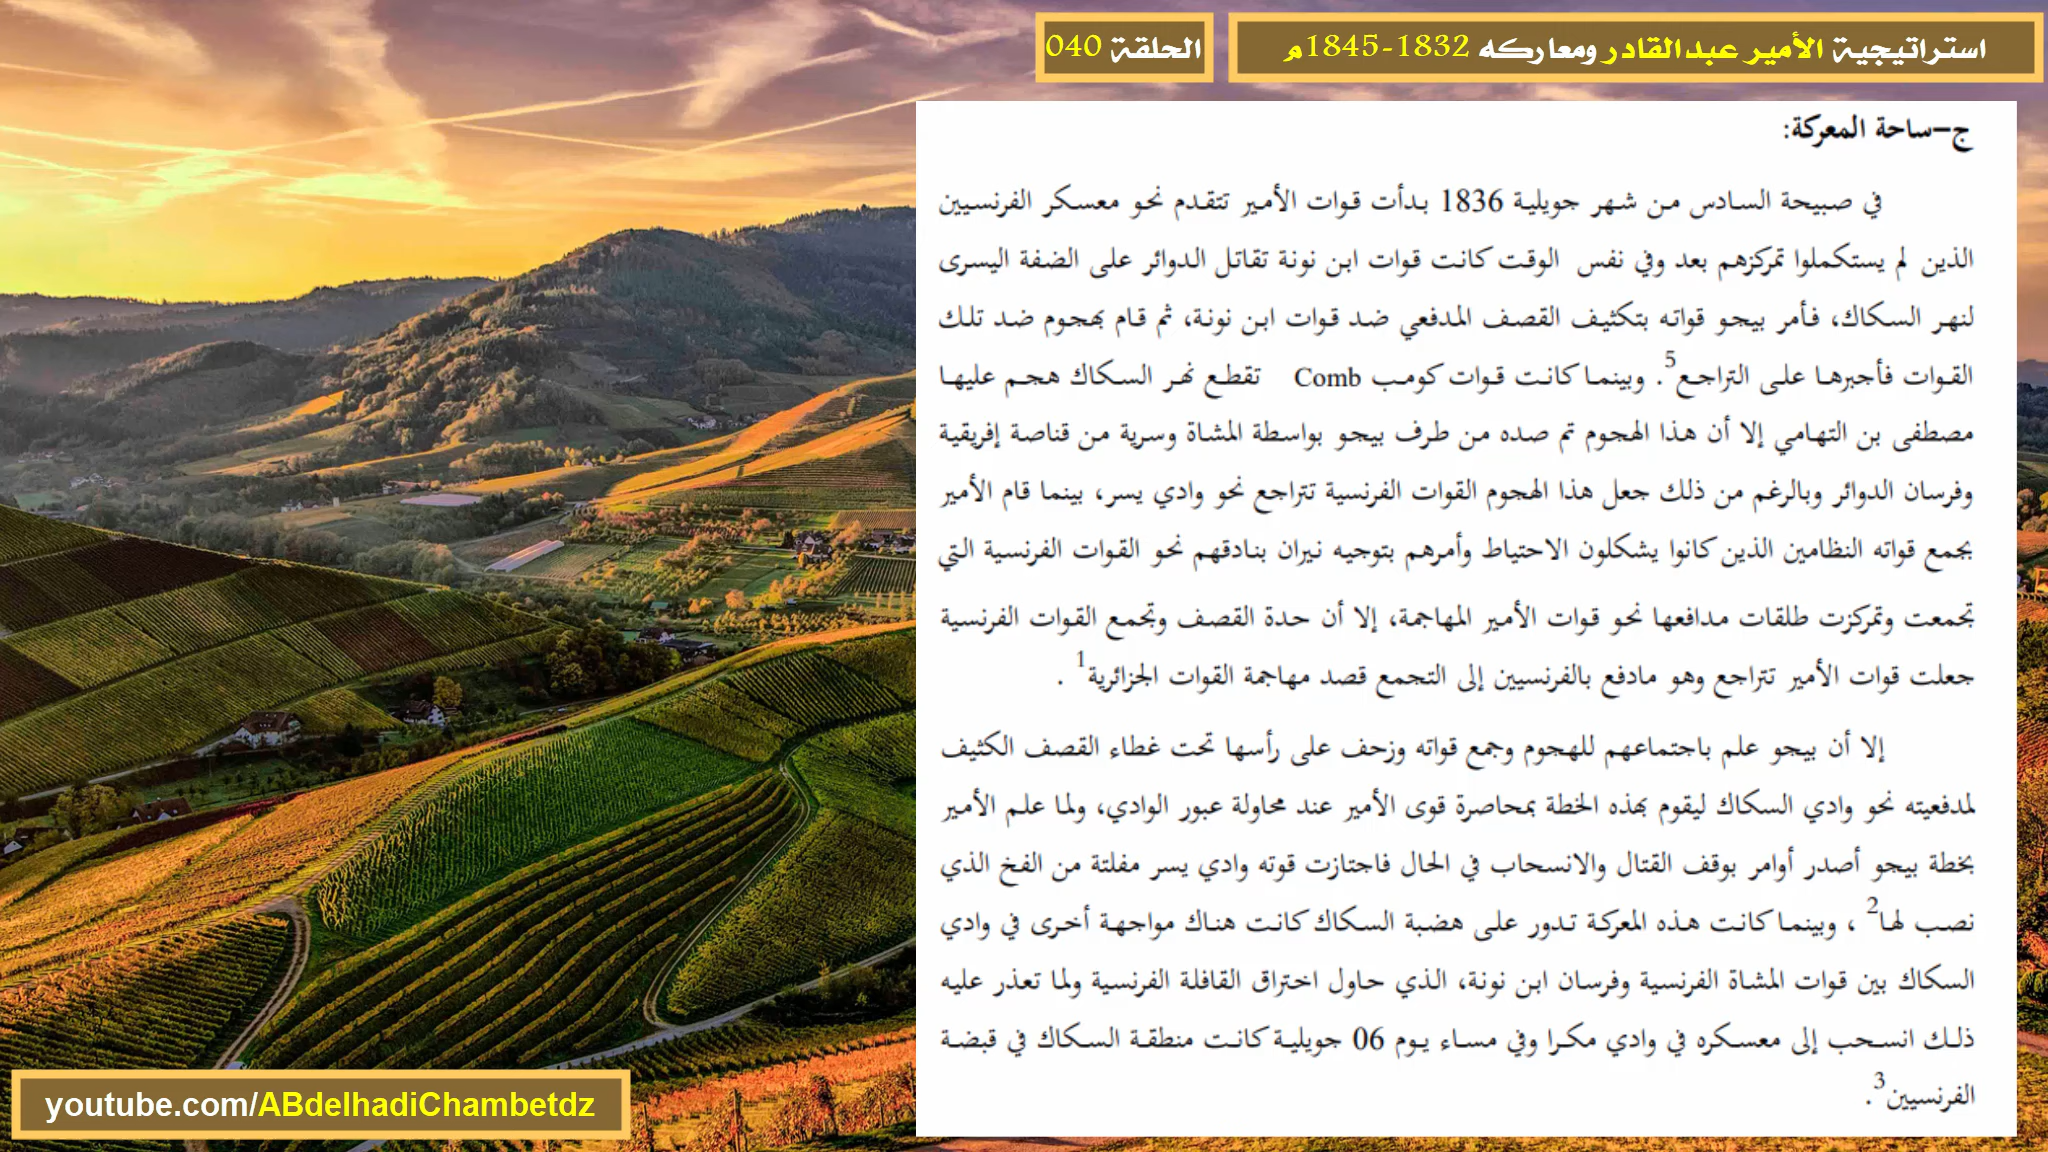 استراتيجية الأمير عبدالقادر ومعاركه 1832-1845م
الحلقة 040
ج-ساحة المعركة:
في صبيحة السادس من شهر جويلية 1836 بدأت قوات الأمير تتقدم نحو معسكر الفرنسيين
الذين لم يستكملوا تمركزهم بعد وفي نفس الوقت كانت قوات ابن نونة تقاتل الدوائر على الضفة اليسرى
لنهر السكاك، فأمر بيجو قواته بتكثيف القصف المدفعي ضد قوات ابن نونة، ثم قام بهجوم ضد تلك
القوات فأجبرها على التراجع5. وبينما كانت قوات كومب Comb تقطع نهر السكاك هجم عليها
مصطفى بن التهامي إلا أن هذا الهجوم تم صده من طرف بيجو بواسطة المشاة وسرية من قناصة إفريقية
وفرسان الدوائر وبالرغم من ذلك جعل هذا الهجوم القوات الفرنسية تتراجع نحو وادي يسر، بينما قام الأمير
بجمع قواته النظامين الذين كانوا يشكلون الاحتياط وأمرهم بتوجيه نيران بنادقهم نحو القوات الفرنسية التي
تجمعت وتمركزت طلقات مدافعها نحو قوات الأمير المهاجمة، إلا أن حدة القصف وتجمع القوات الفرنسية
جعلت قوات الأمير تتراجع وهو مادفع بالفرنسيين إلى التجمع قصد مهاجمة القوات الجزائرية1 .
إلا أن بيجو علم باجتماعهم للهجوم وجمع قواته وزحف على رأسها تحت غطاء القصف الكثيف
لمدفعيته نحو وادي السكاك ليقوم بهذه الخطة بمحاصرة قوى الأمير عند محاولة عبور الوادي، ولما علم الأمير
بخطة بيجو أصدر أوامر بوقف القتال والانسحاب في الحال فاجتازت قوته وادي يسر مفلتة من الفخ الذي
نصب لها2 ، وبينما كانت هذه المعركة تدور على هضبة السكاك كانت هناك مواجهة أخرى في وادي
السكاك بين قوات المشاة الفرنسية وفرسان ابن نونة، الذي حاول اختراق القافلة الفرنسية ولما تعذر عليه
ذلك انسحب إلى معسكره في وادي مكرا وفي مساء يوم 06 جويلية كانت منطقة السكاك في قبضة
الفرنسيين3.
youtube.com/ABdelhadiChambetdz